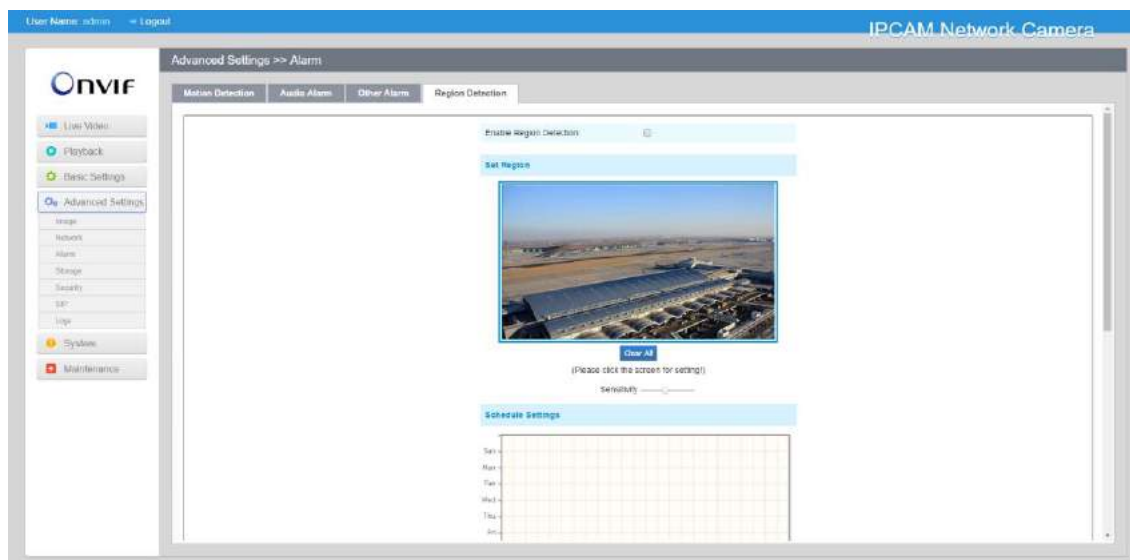 User Name: admin Logout
IPCAM Network Camera
ONVIF
Advanced Settings >> Alarm
Motion Detection Audio Alarm Other Alarm Region Detection
Live Video
Playback
Basic Settings
Advanced Settings
Image
Network
Alarm
Storage
Security
Logs
System
Maintenance
Enable Region Detection
Set Region
Clear All
(Please click the screen for setting!)
Sensitivity
Schedule Settings
Sun
Mon
Tue
Wed
Thu
Fri